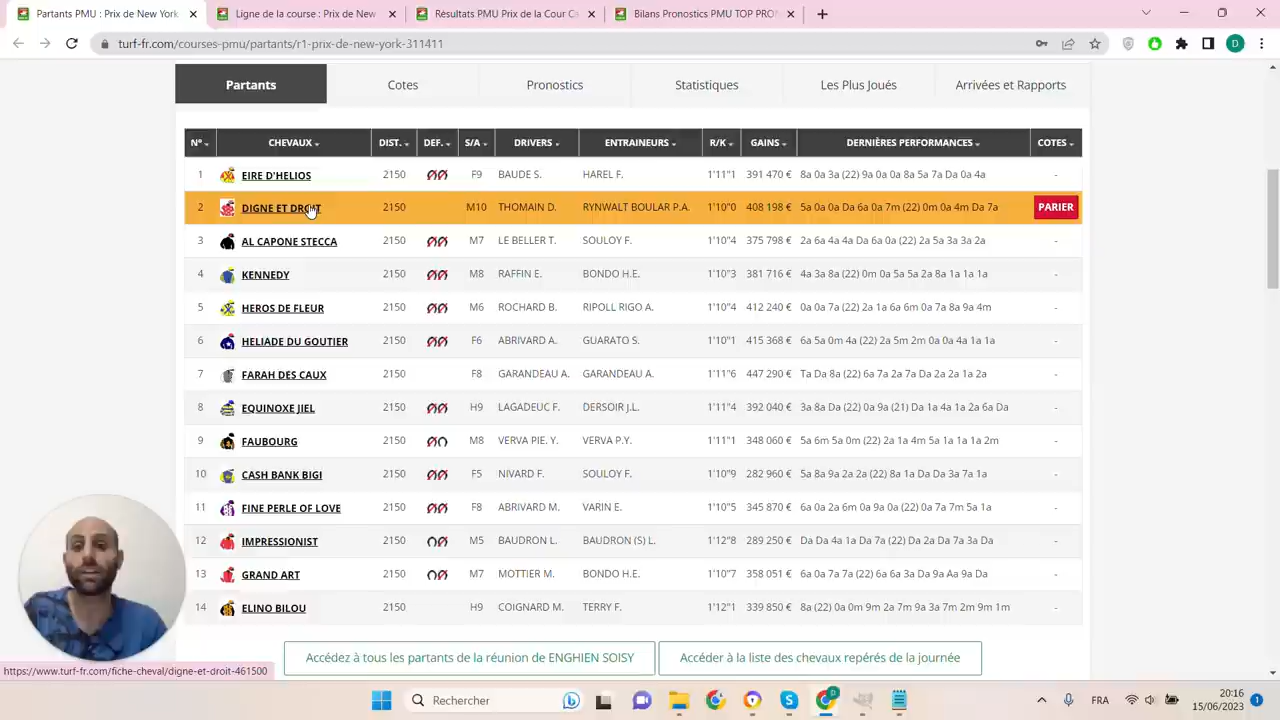 Partants PMU : Prix de New York
Ligne de la course : Prix de New
Résultats PMU Prix de la Cour Ca
Bilans Pronostics PMU TOP PRON
turf-fr.com/courses-pmu/partants/r1-prix-de-new-york-311411
D
Partants Cotes Pronostics Statistiques Les Plus Joués Arrivées et Rapports
N° CHEVAUX DIST. DEF. S/A DRIVERS ENTRAINEURS R/K GAINS DERNIÈRES PERFORMANCES COTES
1 EIRE D'HELIOS 2150 F9 BAUDE S. HAREL F. 1'11"1 391 470 € 8a 0a 3a (22) 9a 0a 0a 8a 5a 7a Da 0a 4a -
2 DIGNE ET DROIT 2150 M10 THOMAIN D. RYNWALT BOULAR P.A. 1'10"0 408 198 € 5a 0a 0a Da 6a 0a 7m (22) 0m 0a 4m Da 7a PARIER
3 AL CAPONE STECCA 2150 M7 LE BELLER T. SOULOY F. 1'10"4 375 798 € 2a 6a 4a 4a Da 6a 0a (22) 2a 5a 3a 3a 2a -
4 KENNEDY 2150 M8 RAFFIN E. BONDO H.E. 1'10"3 381 716 € 4a 3a 8a (22) 0m 0a 5a 5a 2a 8a 1a 1a 1a -
5 HEROS DE FLEUR 2150 M6 ROCHARD B. RIPOLL RIGO A. 1'10"4 412 240 € 0a 0a 7a (22) 2a 1a 6a 6m 0a 7a 8a 9a 4m -
6 HELIADE DU GOUTIER 2150 F6 ABRIVARD A. GUARATO S. 1'10"4 415 368 € 6a 5a 0m 4a (22) 2a 5m 2m 0a 0a 4a 1a 1a -
7 FARAH DES CAUX 2150 F8 GARANDEAU A. GARANDEAU A. 1'11"6 447 290 € Ta Da 8a (22) 6a 7a 2a 7a Da 2a 2a 1a 2a -
8 EQUINOXE JIEL 2150 H9 LAGADEUC F. DERSOIR J.L. 1'11"4 392 040 € 3a 8a Da (22) 0a 9a (21) Da 1a 4a 1a 2a 6a Da -
9 FAUBOURG 2150 M8 VERVA PIE. Y. VERVA P.Y. 1'11"1 348 060 € 5a 6m 5a 0m (22) 2a 1a 4m 5a 1a 1a 1a 2m -
10 CASH BANK BIGI 2150 F5 NIVARD F. SOULOY F. 1'10"9 282 960 € 5a 8a 9a 2a 2a (22) 8a 1a Da Da 3a 7a 1a -
11 FINE PERLE OF LOVE 2150 F8 ABRIVARD M. VARIN E. 1'10"5 345 870 € 6a 0a 2a 6m 0a 9a 0a (22) 0a 7a 7m 5a 1a -
12 IMPRESSIONIST 2150 M5 BAUDRON L. BAUDRON (S) L. 1'12"8 289 250 € Da Da 4a 1a Da 7a (22) Da 2a Da 7a 3a Da -
13 GRAND ART 2150 M7 MOTTIER M. BONDO H.E. 1'10"7 358 051 € 6a 0a 7a 7a (22) 6a 6a 3a Da 9a Aa 9a Da -
14 ELINO BILOU 2150 H9 COIGNARD M. TERRY F. 1'12"1 339 850 € 8a (22) 0a 0m 9m 2a 7m 9a 3a 7m 2m 9m 1m -
Accédez à tous les partants de la réunion de ENGHIEN SOISY Accéder à la liste des chevaux repérés de la journée
https://www.turf-fr.com/fiche-cheval/digne-et-droit-461500
Rechercher
FRA
20:16
15/06/2023